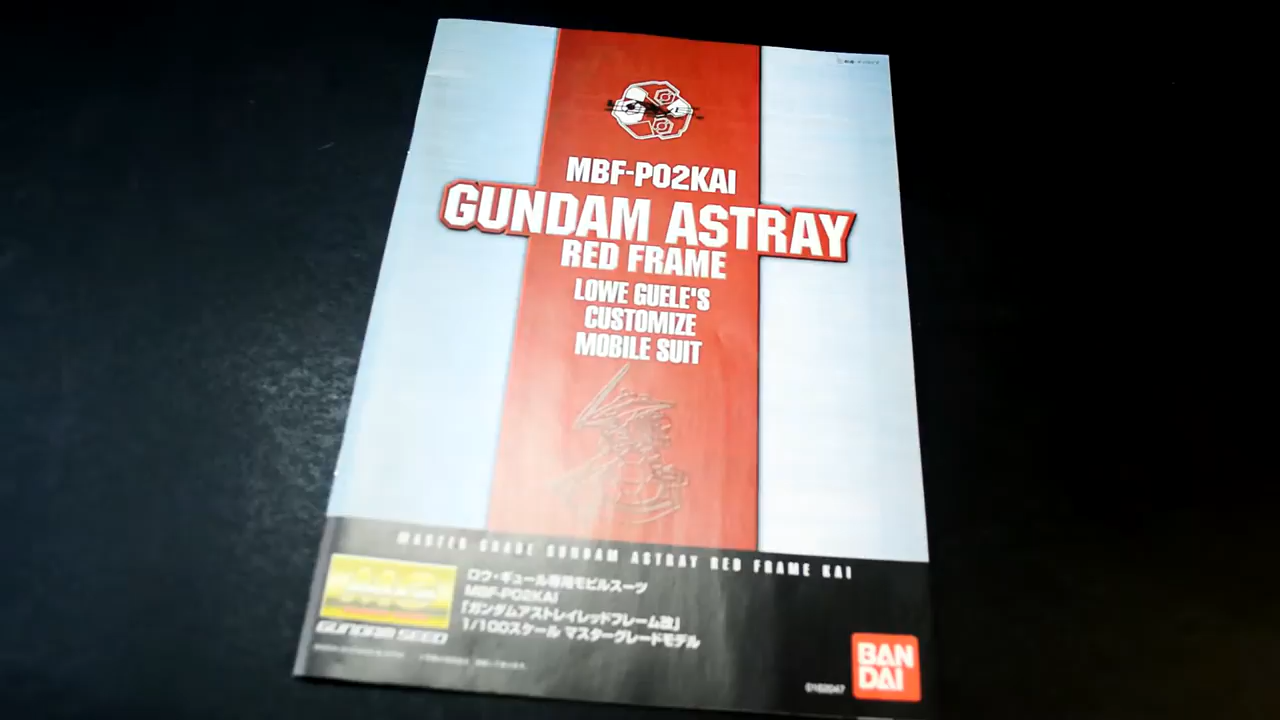 MBF-P02KAI
GUNDAM ASTRAY
RED FRAME
LOWE GUELE'S
CUSTOMIZE
MOBILE SUIT
MASTER GRADE GUNDAM ASTRAY RED FRAME KAI
MG
GUNDAM SEED
ロウ・ギュール専用モビルスーツ
MBF-P02KAI
「ガンダムアストレイレッドフレーム改」
1/100スケール マスターグレードモデル
BAN
DAI